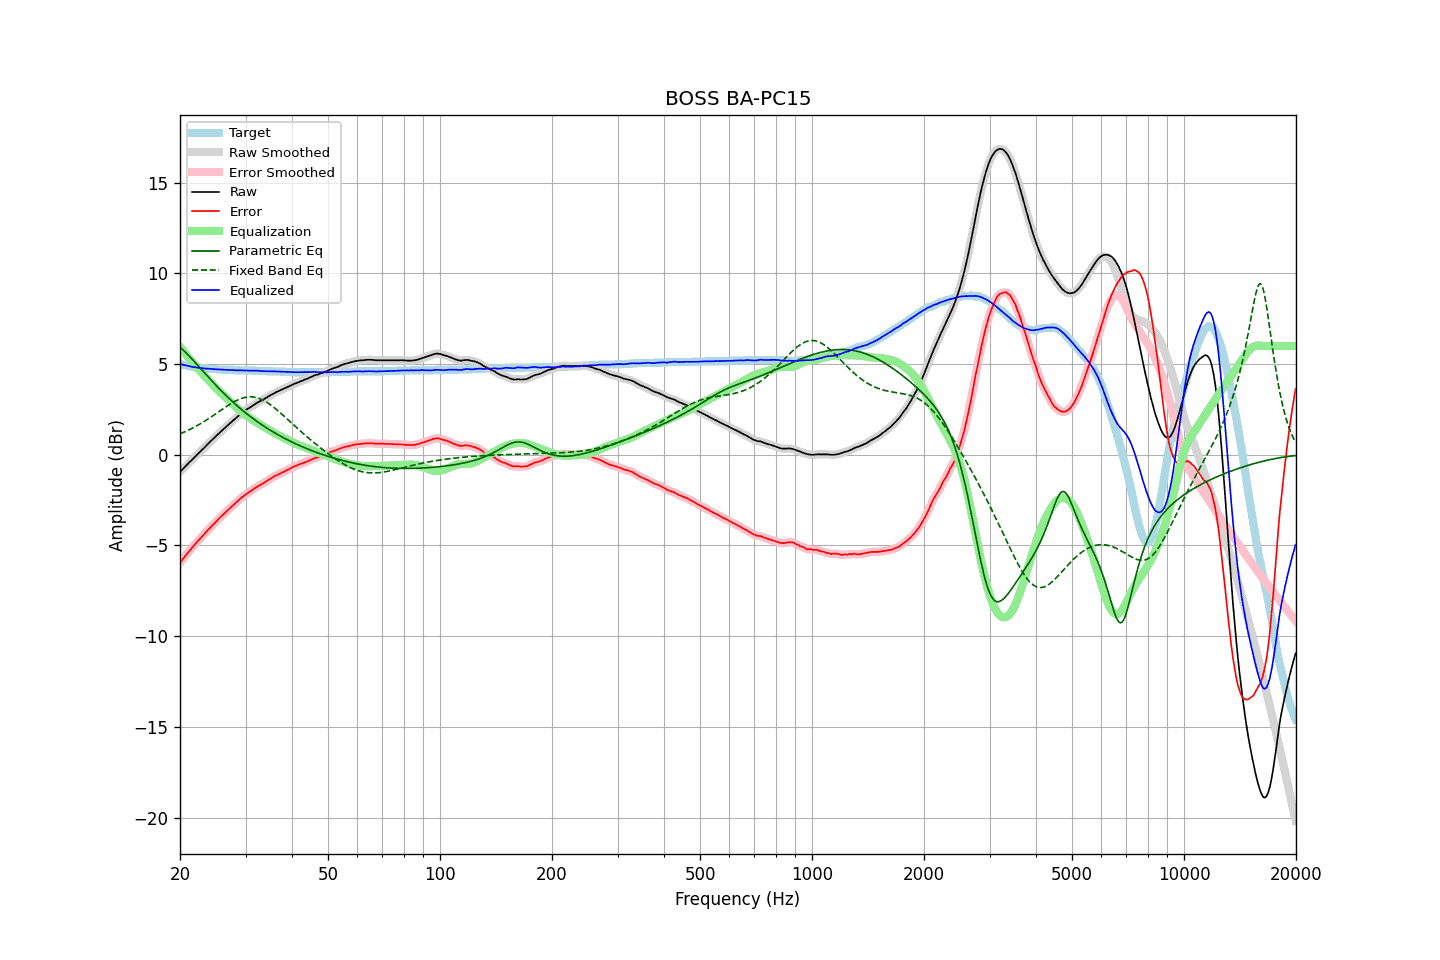 BOSS BA-PC15
Target
Raw Smoothed
Error Smoothed
Raw
Error
Equalization
Parametric Eq
Fixed Band Eq
Equalized
Amplitude (dBr)
15
10
5
0
−5
−10
−15
−20
20
50
100
200
500
1000
2000
5000
10000
20000
Frequency (Hz)